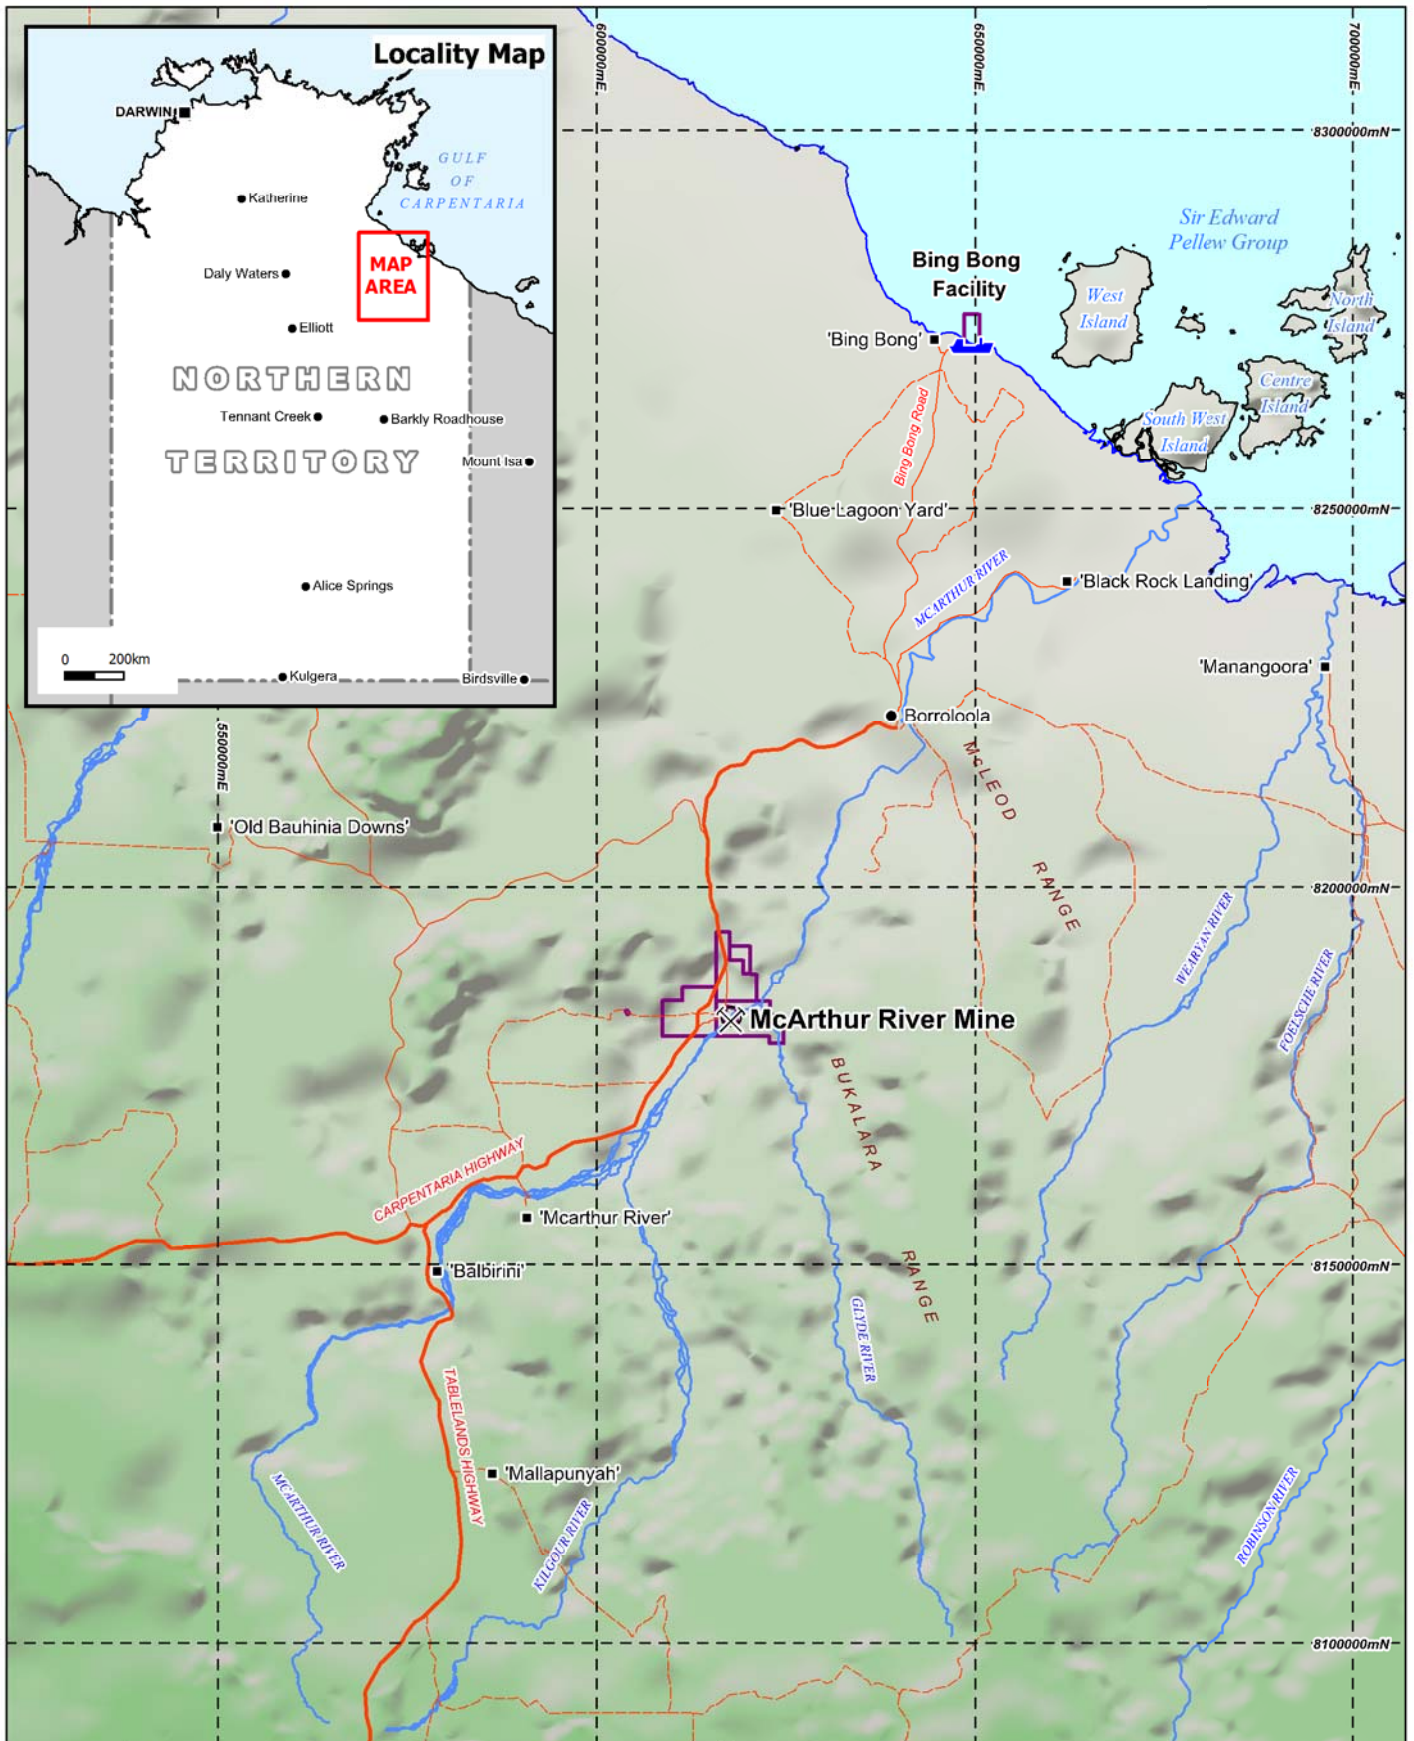 Locality Map
DARWIN
GULF
OF
CARPENTARIA
Katherine
Daly Waters
MAP
AREA
Elliott
NORTHERN
Tennant Creek
Barkly Roadhouse
TERRITORY
Mount Isa
Alice Springs
0 200km
Kulgera
Birdsville
600000mE
650000mE
700000mE
8300000mN
Sir Edward
Pellew Group
Bing Bong
Facility
West
Island
North
Island
'Bing Bong'
Centre
Island
Bing Bong Road
South West
Island
'Blue Lagoon Yard'
8250000mN
MCARTHUR RIVER
'Black Rock Landing'
'Manangoora'
Borroloola
550000mE
McLEOD
RANGE
'Old Bauhinia Downs'
8200000mN
WEARYAN RIVER
FOELSCHE RIVER
McArthur River Mine
BUKALARA
RANGE
CARPENTARIA HIGHWAY
'Mcarthur River'
'Balbirini'
8150000mN
GLYDE RIVER
TABLELANDS HIGHWAY
'Mallapunyah'
MCARTHUR RIVER
KILGOUR RIVER
ROBINSON RIVER
8100000mN